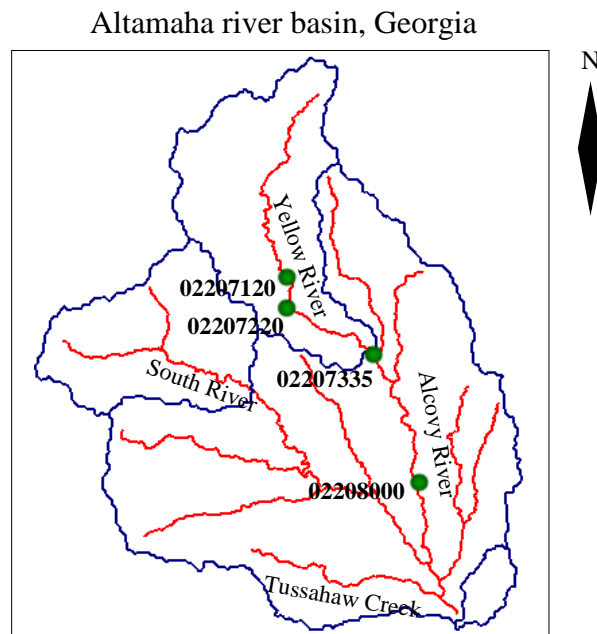 Altamaha river basin, Georgia
N
Yellow River
02207120
02207220
South River
02207335
Alcovy River
02208000
Tussahaw Creek